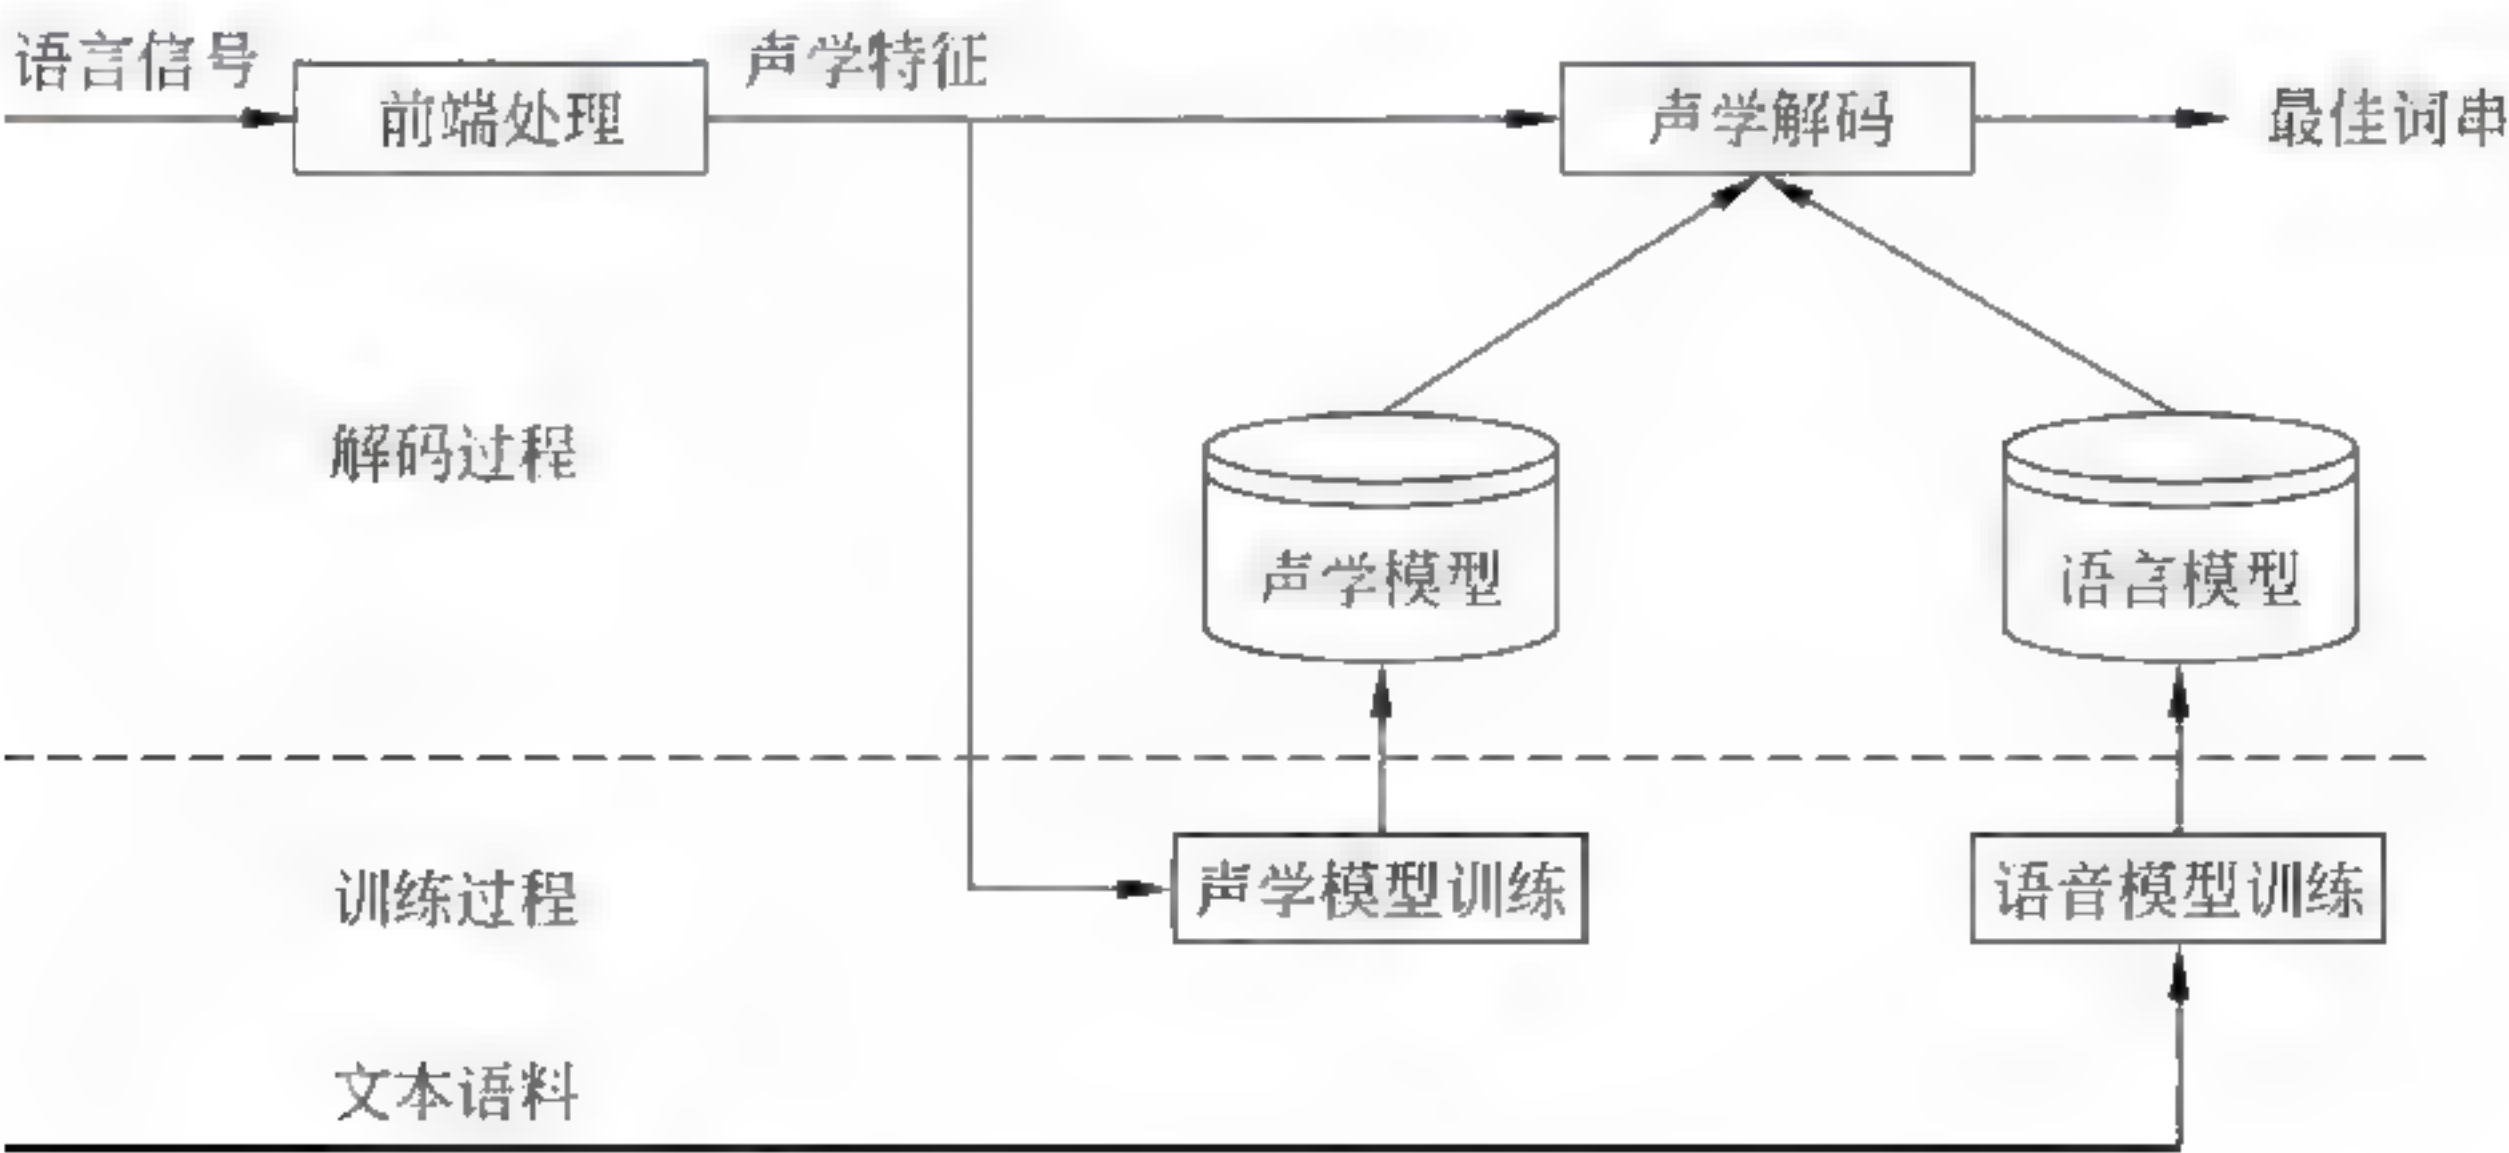 语言信号
声学特征
前端处理
声学解码
最佳词串
解码过程
声学模型
语言模型
训练过程
声学模型训练
语音模型训练
文本语料